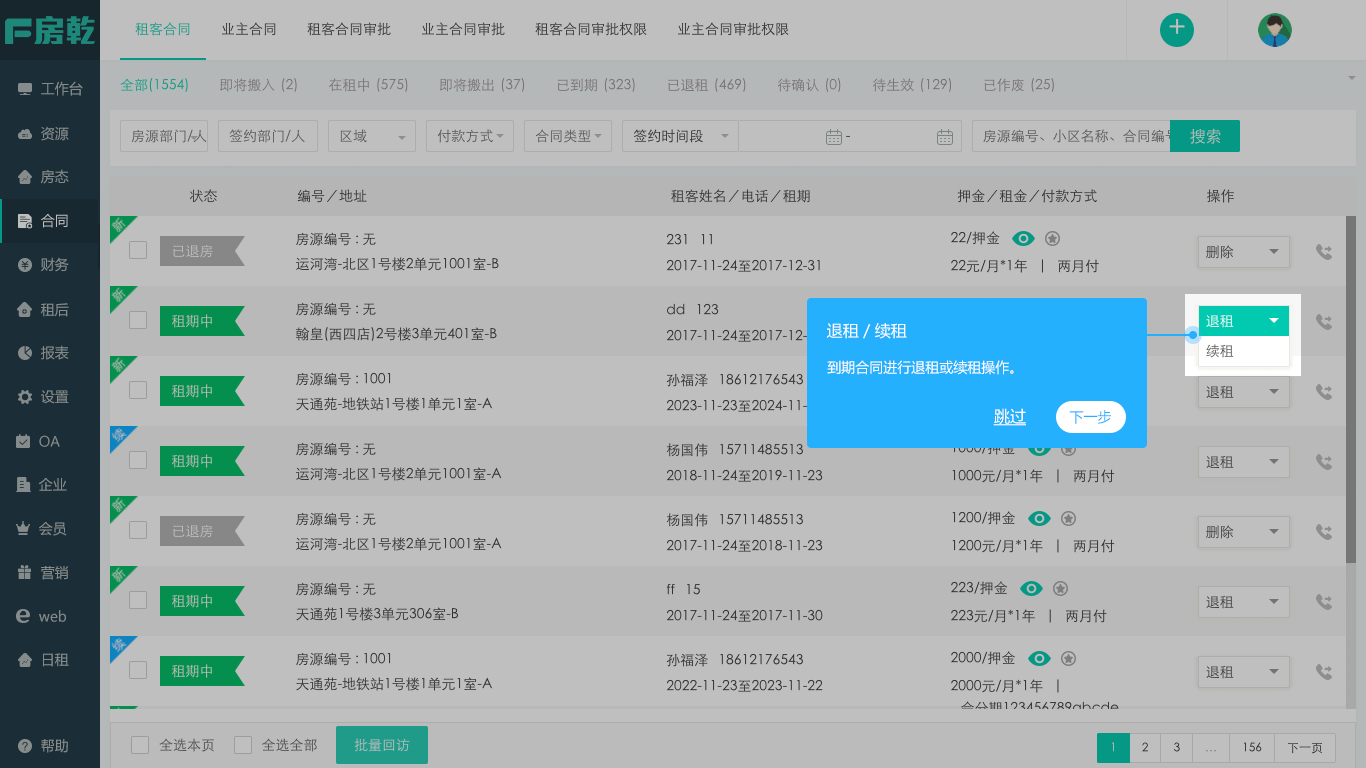 房乾
租客合同 业主合同 租客合同审批 业主合同审批 租客合同审批权限 业主合同审批权限
全部(1554) 即将搬入 (2) 在租中 (575) 即将搬出 (37) 已到期 (323) 已退租 (469) 待确认 (0) 待生效 (129) 已作废 (25)
工作台
资源
房态
合同
财务
租后
报表
设置
OA
企业
会员
营销
web
日租
帮助
房源部门/人 签约部门/人 区域 付款方式 合同类型 签约时间段 - 房源编号、小区名称、合同编号 搜索
状态 编号／地址 租客姓名／电话／租期 押金／租金／付款方式 操作
新 已退房 房源编号 : 无 231 11 22/押金 删除
运河湾-北区1号楼2单元1001室-B 2017-11-24至2017-12-31 22元/月*1年 | 两月付
新 租期中 房源编号 : 无 dd 123 退租
翰皇(西四店)2号楼3单元401室-B 2017-11-24至2017-12- 续租
退租 / 续租
到期合同进行退租或续租操作。
跳过 下一步
新 租期中 房源编号 : 1001 孙福泽 18612176543 退租
天通苑-地铁站1号楼1单元1室-A 2023-11-23至2024-11-
续 租期中 房源编号 : 无 杨国伟 15711485513 1000/押金 退租
运河湾-北区1号楼2单元1001室-A 2018-11-24至2019-11-23 1000元/月*1年 | 两月付
新 已退房 房源编号 : 无 杨国伟 15711485513 1200/押金 删除
运河湾-北区1号楼2单元1001室-A 2017-11-24至2018-11-23 1200元/月*1年 | 两月付
新 租期中 房源编号 : 无 ff 15 223/押金 退租
天通苑1号楼3单元306室-B 2017-11-24至2017-11-30 223元/月*1年 | 两月付
续 租期中 房源编号 : 1001 孙福泽 18612176543 2000/押金 退租
天通苑-地铁站1号楼1单元1室-A 2022-11-23至2023-11-22 2000元/月*1年 |
会分期123456789abcde
全选本页 全选全部 批量回访 1 2 3 ... 156 下一页